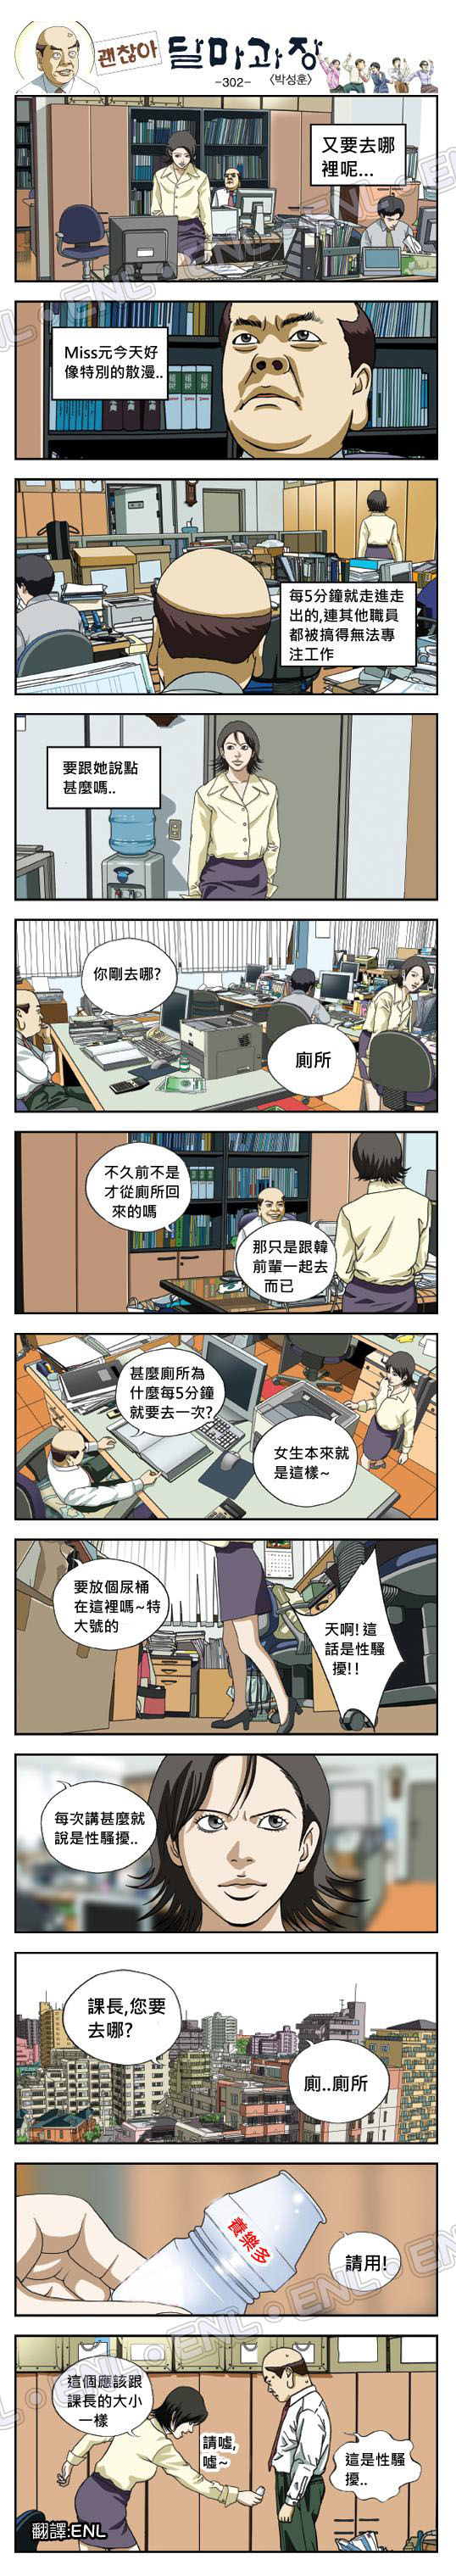 괜찮아
달마과장
-302-
〈박성훈〉
又要去哪
裡呢...
Miss元今天好
像特別的散漫..
每5分鐘就走進走
出的,連其他職員
都被搞得無法專
注工作
要跟她說點
甚麼嗎..
你剛去哪?
廁所
不久前不是
才從廁所回
來的嗎
那只是跟韓
前輩一起去
而已
甚麼廁所為
什麼每5分鐘
就要去一次?
女生本來就
是這樣~
要放個尿桶
在這裡嗎~特
大號的
天啊!這
話是性騷
擾!!
每次講甚麼就
說是性騷擾..
課長,您要
去哪?
廁..廁所
養樂多
請用!
這個應該跟
課長的大小
一樣
請噓,
噓~
這是性騷
擾..
翻譯:ENL
ENL